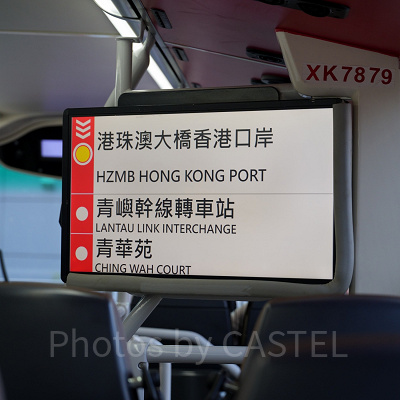 XK7879
港珠澳大橋香港口岸
HZMB HONG KONG PORT
青嶼幹線轉車站
LANTAU LINK INTERCHANGE
青華苑
CHING WAH COURT
Photos by CASTEL